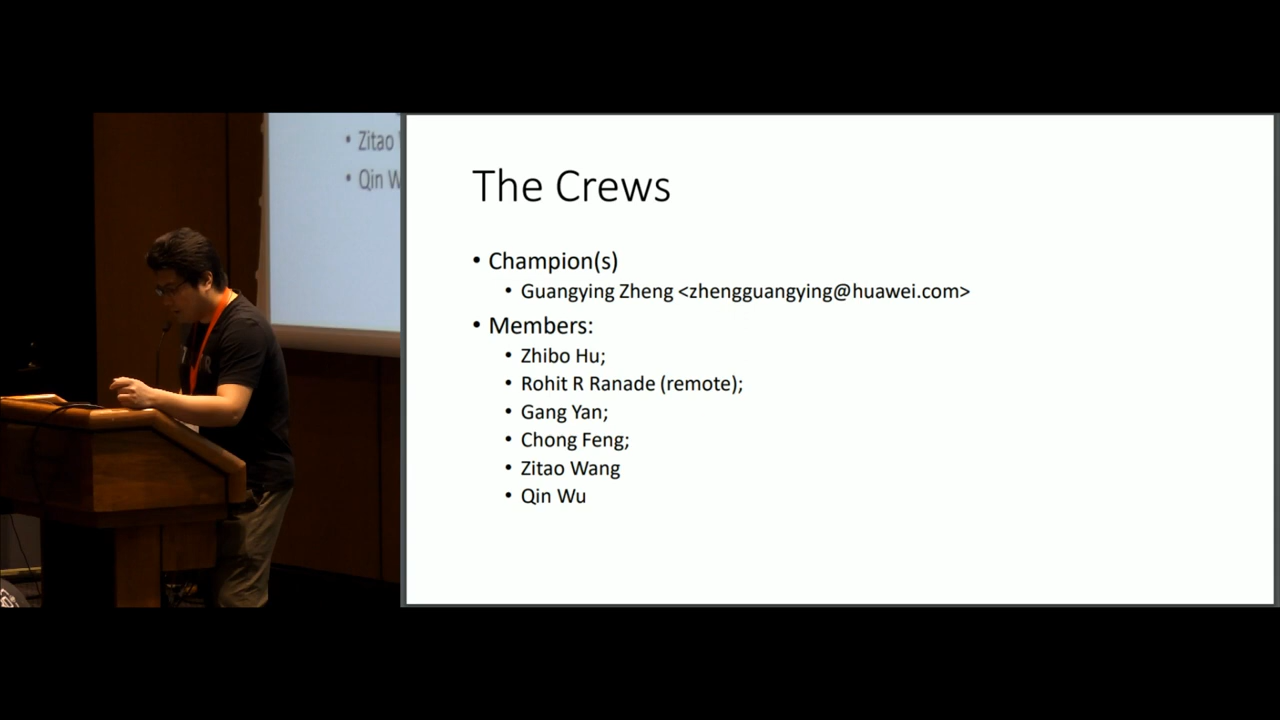 • Zitao
• Qin W
The Crews
• Champion(s)
• Guangying Zheng <zhengguangying@huawei.com>
• Members:
• Zhibo Hu;
• Rohit R Ranade (remote);
• Gang Yan;
• Chong Feng;
• Zitao Wang
• Qin Wu